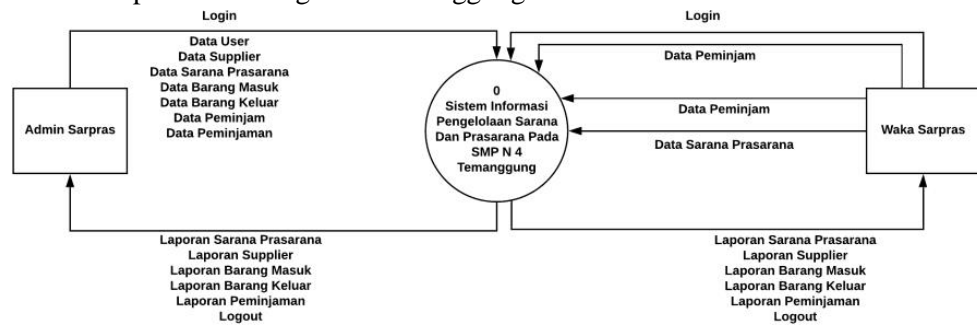 Login
Data User
Data Supplier
Data Sarana Prasarana
Data Barang Masuk
Data Barang Keluar
Data Peminjam
Data Peminjaman
Admin Sarpras
0
Sistem Informasi
Pengelolaan Sarana
Dan Prasarana Pada
SMP N 4
Temanggung
Login
Data Peminjam
Data Peminjam
Data Sarana Prasarana
Waka Sarpras
Laporan Sarana Prasarana
Laporan Supplier
Laporan Barang Masuk
Laporan Barang Keluar
Laporan Peminjaman
Logout
Laporan Sarana Prasarana
Laporan Supplier
Laporan Barang Masuk
Laporan Barang Keluar
Laporan Peminjaman
Logout